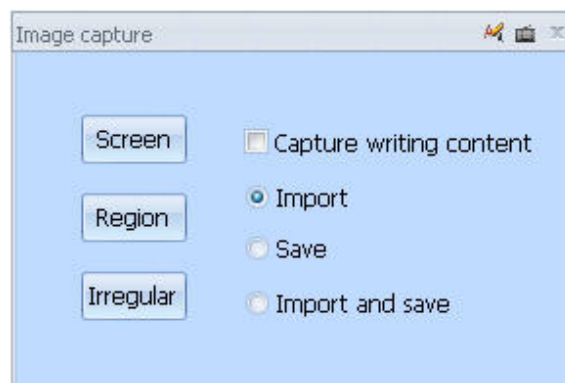 Image capture
Screen
Capture writing content
Import
Region
Save
Irregular
Import and save